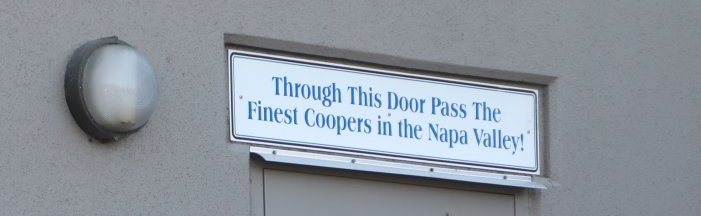 Through This Door Pass The
Finest Coopers in the Napa Valley!